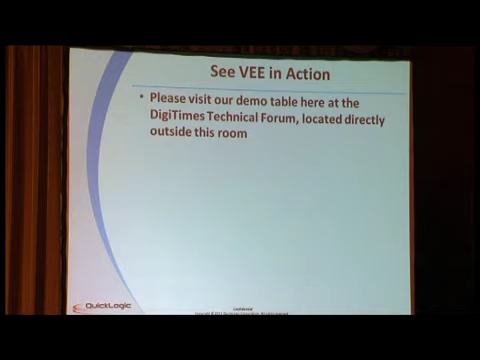 See VEE in Action
• Please visit our demo table here at the
DigiTimes Technical Forum, located directly
outside this room
QuickLogic
Confidential